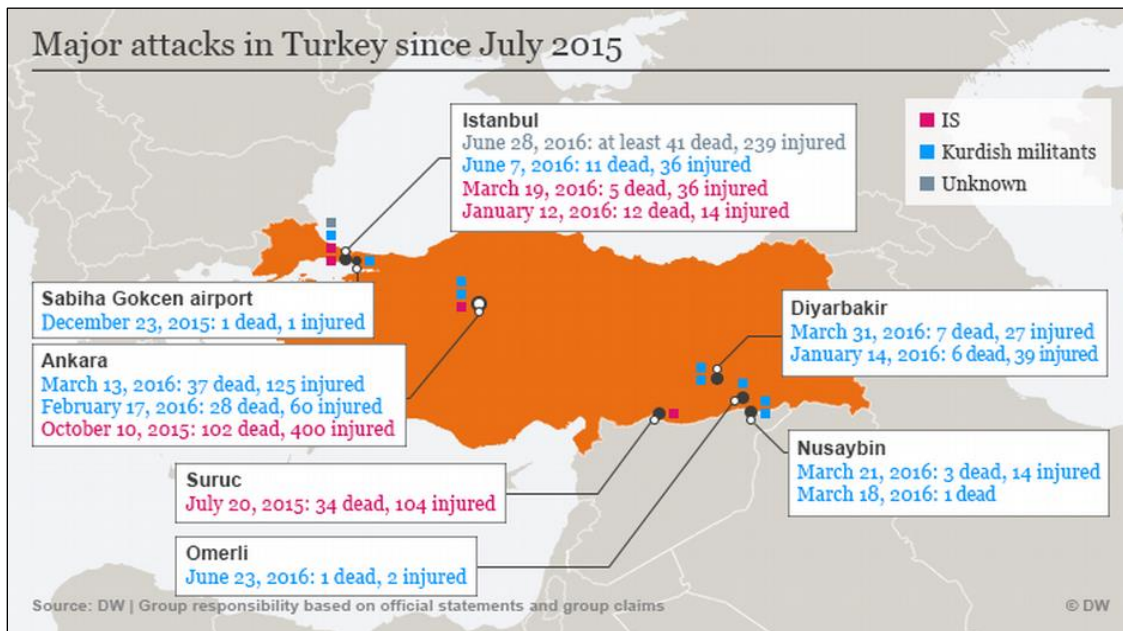 Major attacks in Turkey since July 2015
IS
Kurdish militants
Unknown
Istanbul
June 28, 2016: at least 41 dead, 239 injured
June 7, 2016: 11 dead, 36 injured
March 19, 2016: 5 dead, 36 injured
January 12, 2016: 12 dead, 14 injured
Sabiha Gokcen airport
December 23, 2015: 1 dead, 1 injured
Ankara
March 13, 2016: 37 dead, 125 injured
February 17, 2016: 28 dead, 60 injured
October 10, 2015: 102 dead, 400 injured
Diyarbakir
March 31, 2016: 7 dead, 27 injured
January 14, 2016: 6 dead, 39 injured
Suruc
July 20, 2015: 34 dead, 104 injured
Nusaybin
March 21, 2016: 3 dead, 14 injured
March 18, 2016: 1 dead
Omerli
June 23, 2016: 1 dead, 2 injured
Source: DW | Group responsibility based on official statements and group claims
© DW